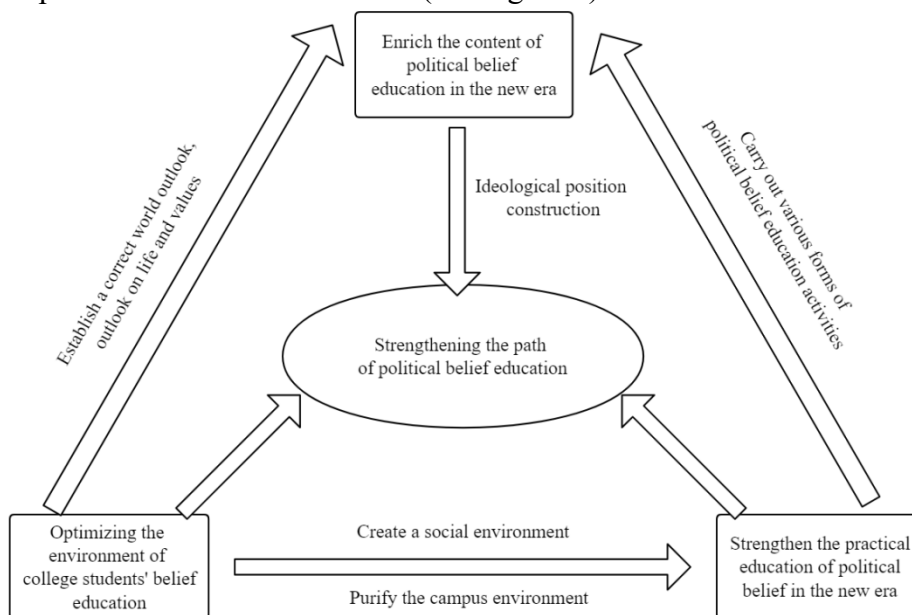 Enrich the content of
political belief
education in the new era
Establish a correct world outlook,
outlook on life and values
Ideological position
construction
Carry out various forms of
political belief education activities
Strengthening the path
of political belief education
Optimizing the
environment of
college students' belief
education
Create a social environment
Purify the campus environment
Strengthen the practical
education of political
belief in the new era